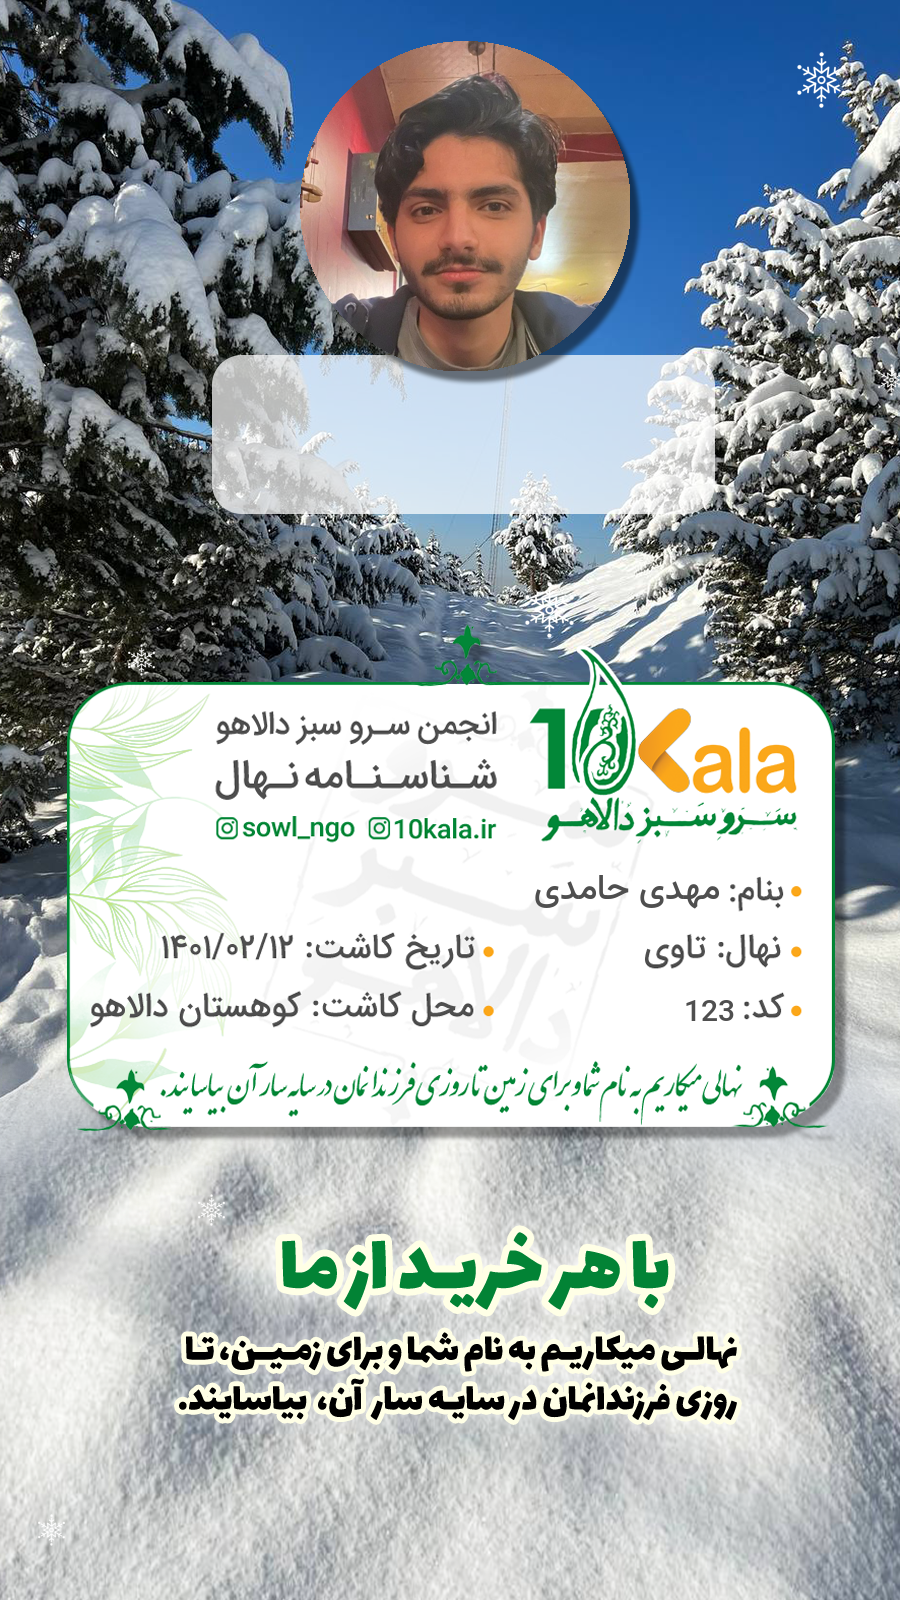 10Kala
سرو سبز دالاهو
انجمن سرو سبز دالاهو
شناسنامه نهال
sowl_ngo 10kala.ir
بنام: مهدی حامدی
نهال: تاوی
تاریخ کاشت: ۱۴۰۱/۰۲/۱۲
کد: 123
محل کاشت: کوهستان دالاهو
نهالی میکاریم به نام شما و برای زمین تا روزی فرزندانمان در سایه سار آن بیاسایند.
با هر خرید از ما
نهالی میکاریم به نام شما و برای زمین، تا
روزی فرزندانمان در سایه سار آن، بیاسایند.